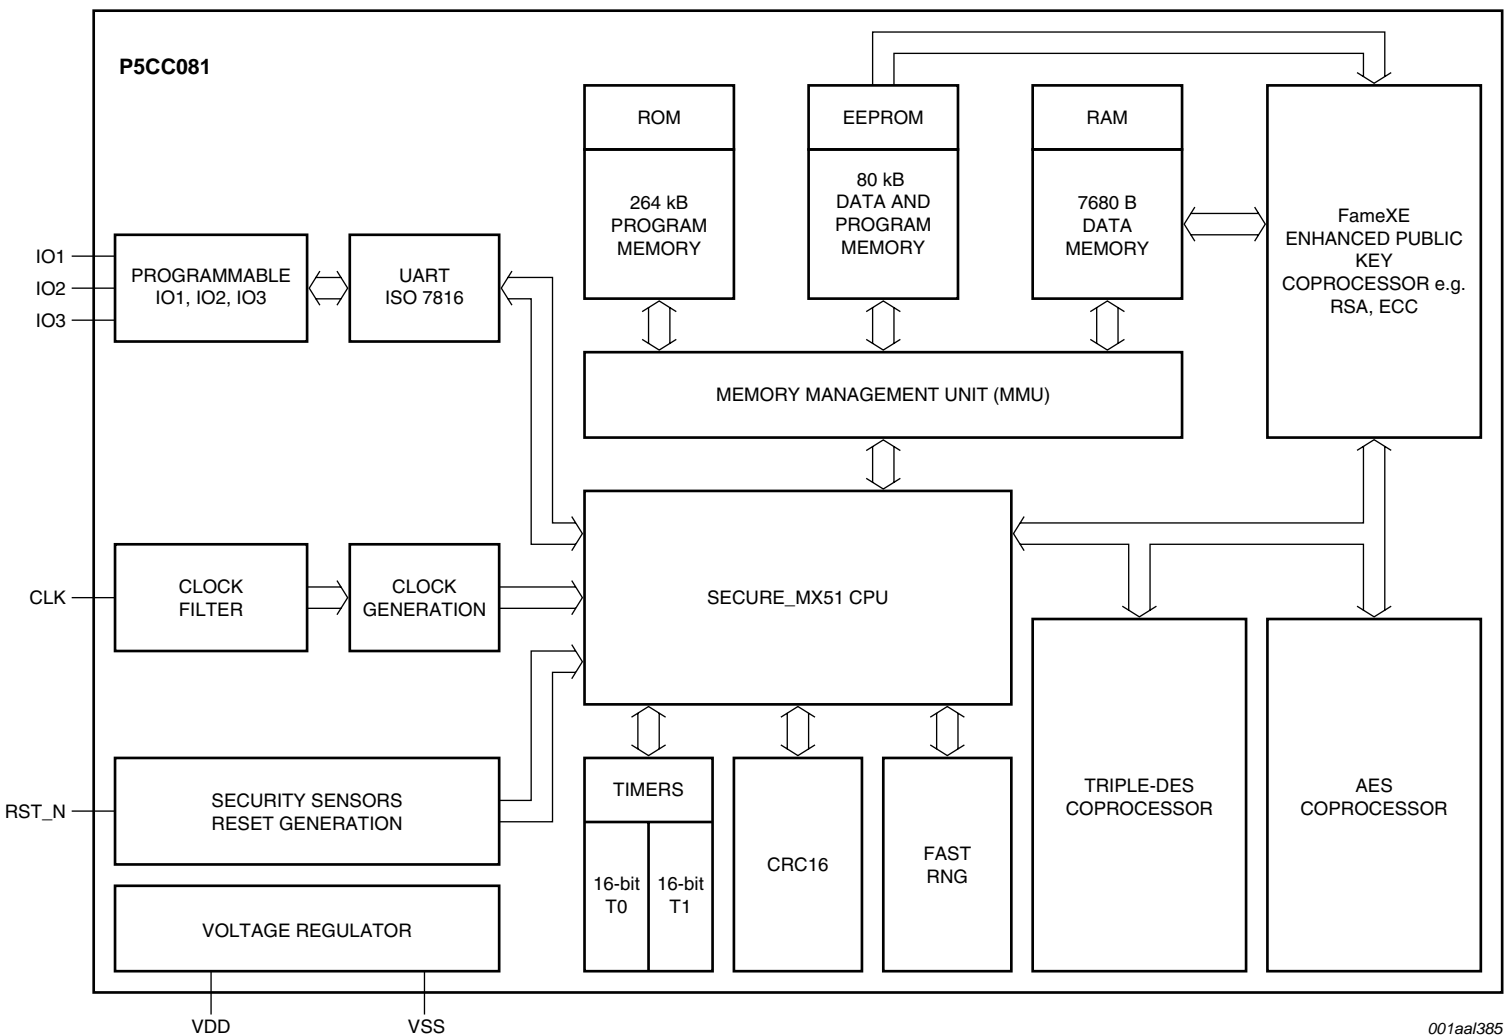 P5CC081
ROM
264 kB
PROGRAM
MEMORY
EEPROM
80 kB
DATA AND
PROGRAM
MEMORY
RAM
7680 B
DATA
MEMORY
FameXE
ENHANCED PUBLIC
KEY
COPROCESSOR e.g.
RSA, ECC
IO1
IO2
IO3
PROGRAMMABLE
IO1, IO2, IO3
UART
ISO 7816
MEMORY MANAGEMENT UNIT (MMU)
CLK
CLOCK
FILTER
CLOCK
GENERATION
SECURE_MX51 CPU
RST_N
SECURITY SENSORS
RESET GENERATION
TIMERS
16-bit
T0
16-bit
T1
CRC16
FAST
RNG
TRIPLE-DES
COPROCESSOR
AES
COPROCESSOR
VOLTAGE REGULATOR
VDD
VSS
001aal385